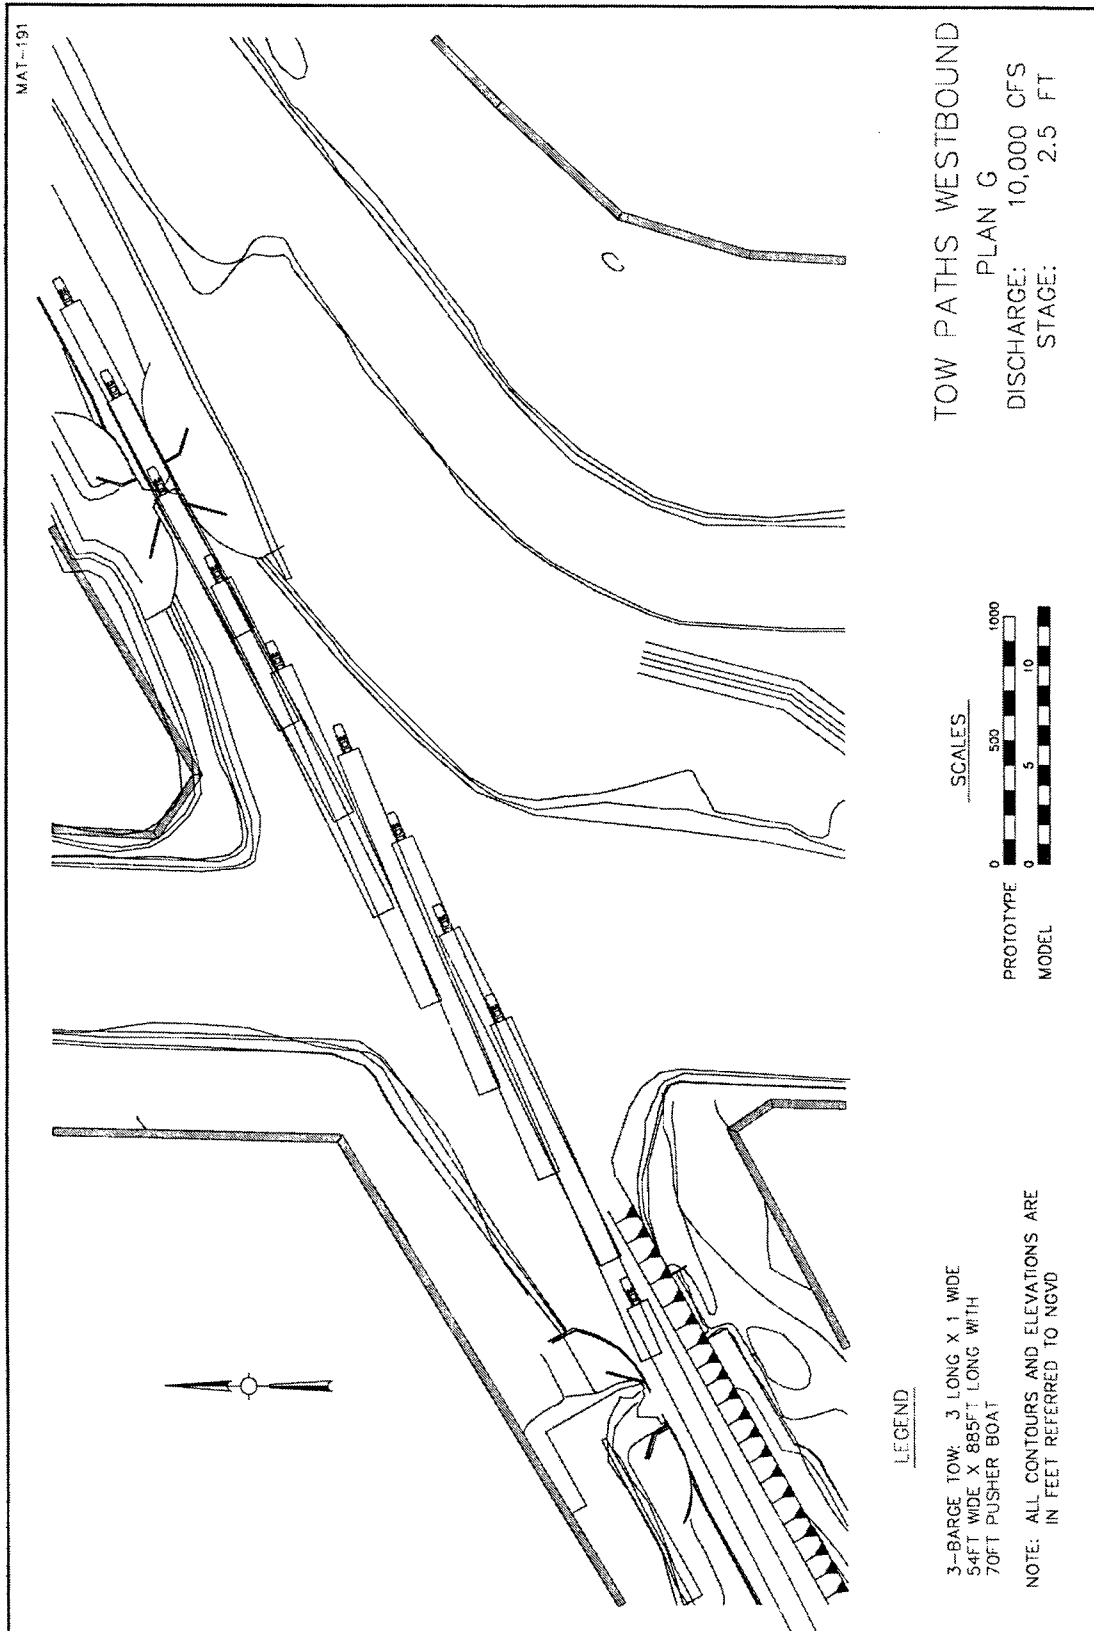 MAT-191
TOW PATHS WESTBOUND
PLAN G
DISCHARGE: 10,000 CFS
STAGE: 2.5 FT
SCALES
PROTOTYPE 0 500 1000
MODEL 0 5 10
LEGEND
3-BARGE TOW: 3 LONG X 1 WIDE
54FT WIDE X 885FT LONG WITH
70FT PUSHER BOAT
NOTE: ALL CONTOURS AND ELEVATIONS ARE
IN FEET REFERRED TO NGVD